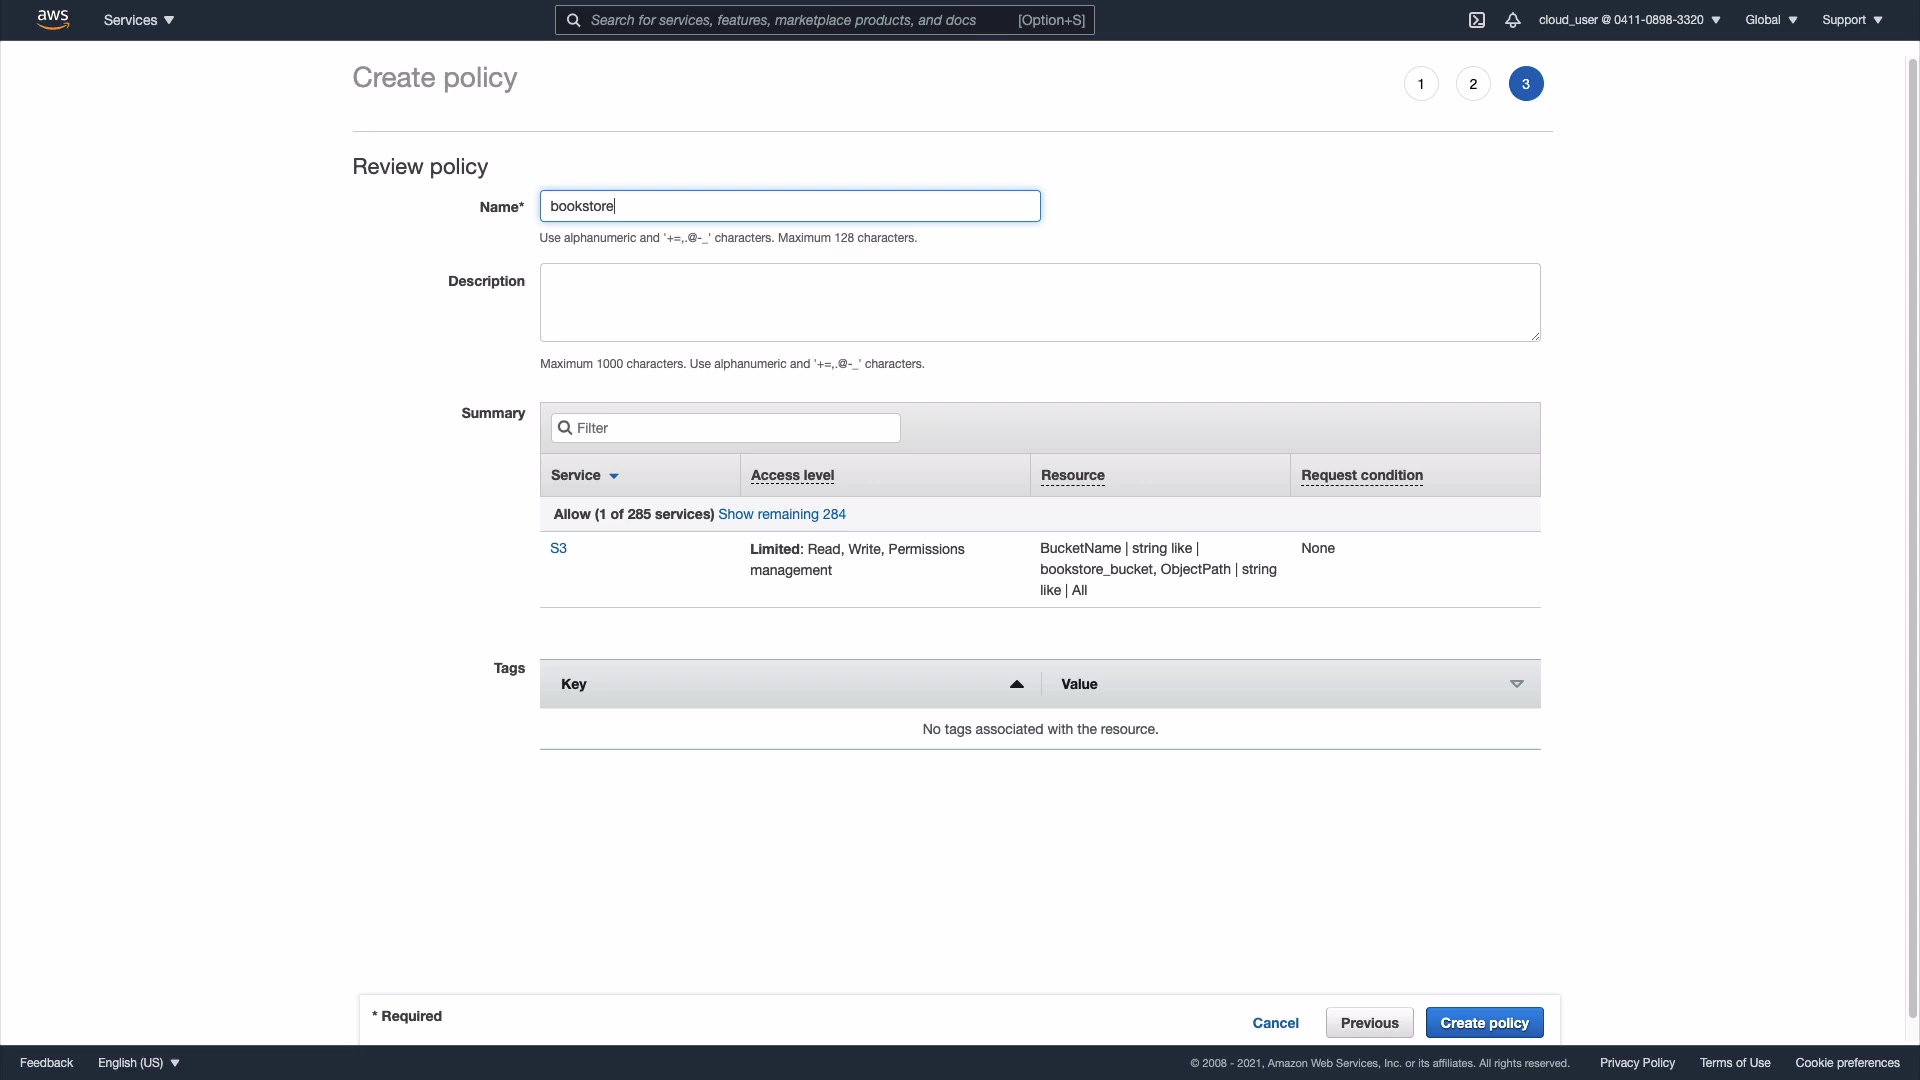 aws Services ▼ Search for services, features, marketplace products, and docs [Option+S] cloud_user @ 0411-0898-3320 ▼ Global ▼ Support ▼
Create policy 1 2 3
Review policy
Name* bookstore
Use alphanumeric and '+=,.@-_' characters. Maximum 128 characters.
Description
Maximum 1000 characters. Use alphanumeric and '+=,.@-_' characters.
Summary Filter
Service Access level Resource Request condition
Allow (1 of 285 services) Show remaining 284
S3 Limited: Read, Write, Permissions management BucketName | string like | bookstore_bucket, ObjectPath | string like | All None
Tags Key Value
No tags associated with the resource.
* Required Cancel Previous Create policy
Feedback English (US) ▼ © 2008 - 2021, Amazon Web Services, Inc. or its affiliates. All rights reserved. Privacy Policy Terms of Use Cookie preferences